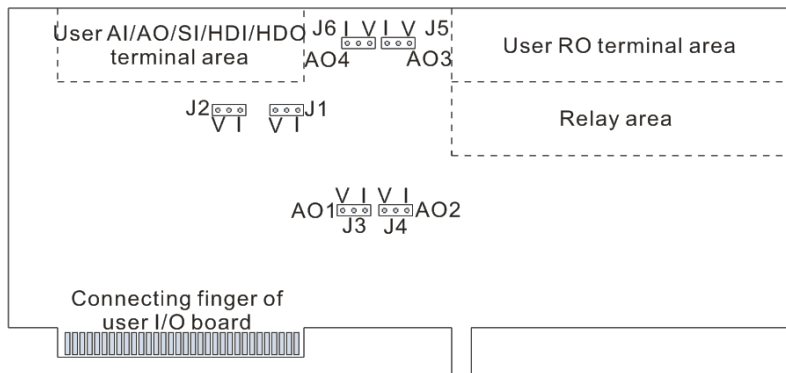 User AI/AO/SI/HDI/HDO
terminal area
J6 I V I V J5
AO4 AO3
User RO terminal area
J2 J1
V I V I
Relay area
V I V I
AO1 AO2
J3 J4
Connecting finger of
user I/O board